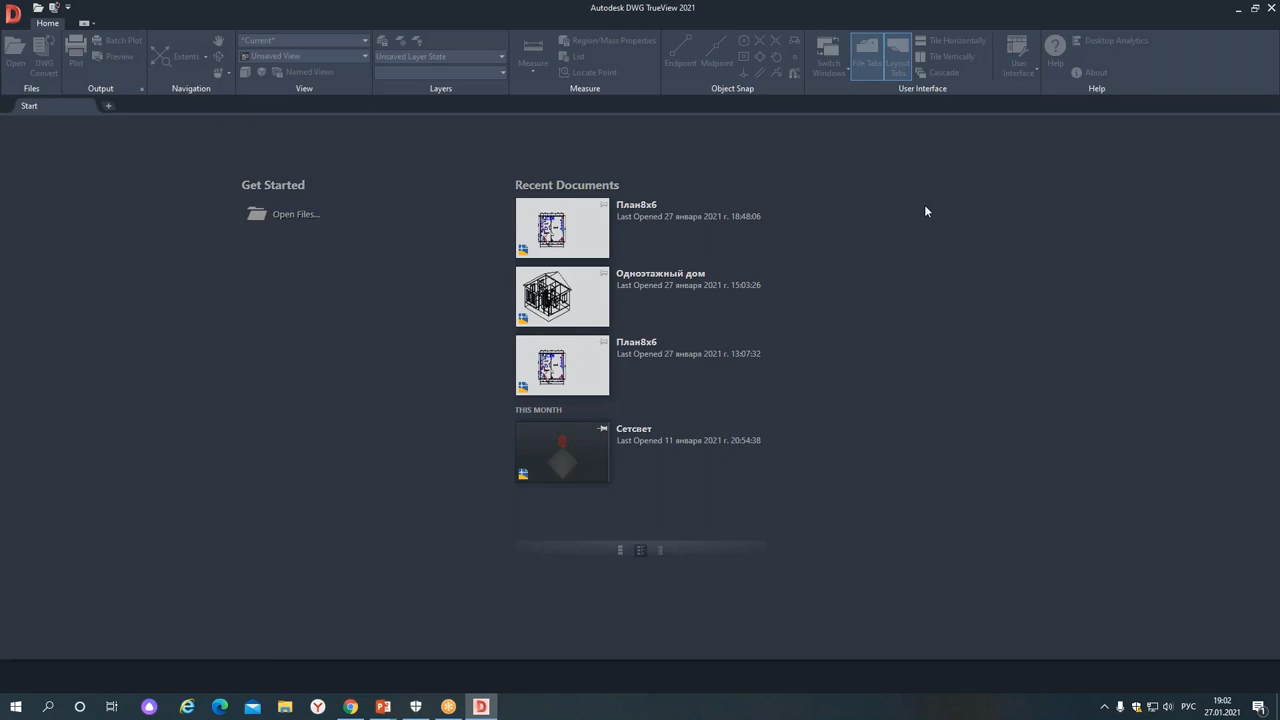 Autodesk DWG TrueView 2021
Home
Open
DWG
Convert
Plot
Batch Plot
Preview
Extents
*Current*
Unsaved View
Named Views
Unsaved Layer State
Measure
Region/Mass Properties
List
Locate Point
Endpoint
Midpoint
Switch
Windows
File Tabs
Layout
Tabs
Tile Horizontally
Tile Vertically
Cascade
User
Interface
Help
Desktop Analytics
About
Files
Output
Navigation
View
Layers
Measure
Object Snap
User Interface
Help
Start
Get Started
Open Files...
Recent Documents
План8х6
Last Opened 27 января 2021 г. 18:48:06
Одноэтажный дом
Last Opened 27 января 2021 г. 15:03:26
План8х6
Last Opened 27 января 2021 г. 13:07:32
THIS MONTH
Сетсвет
Last Opened 11 января 2021 г. 20:54:38
РУС
19:02
27.01.2021